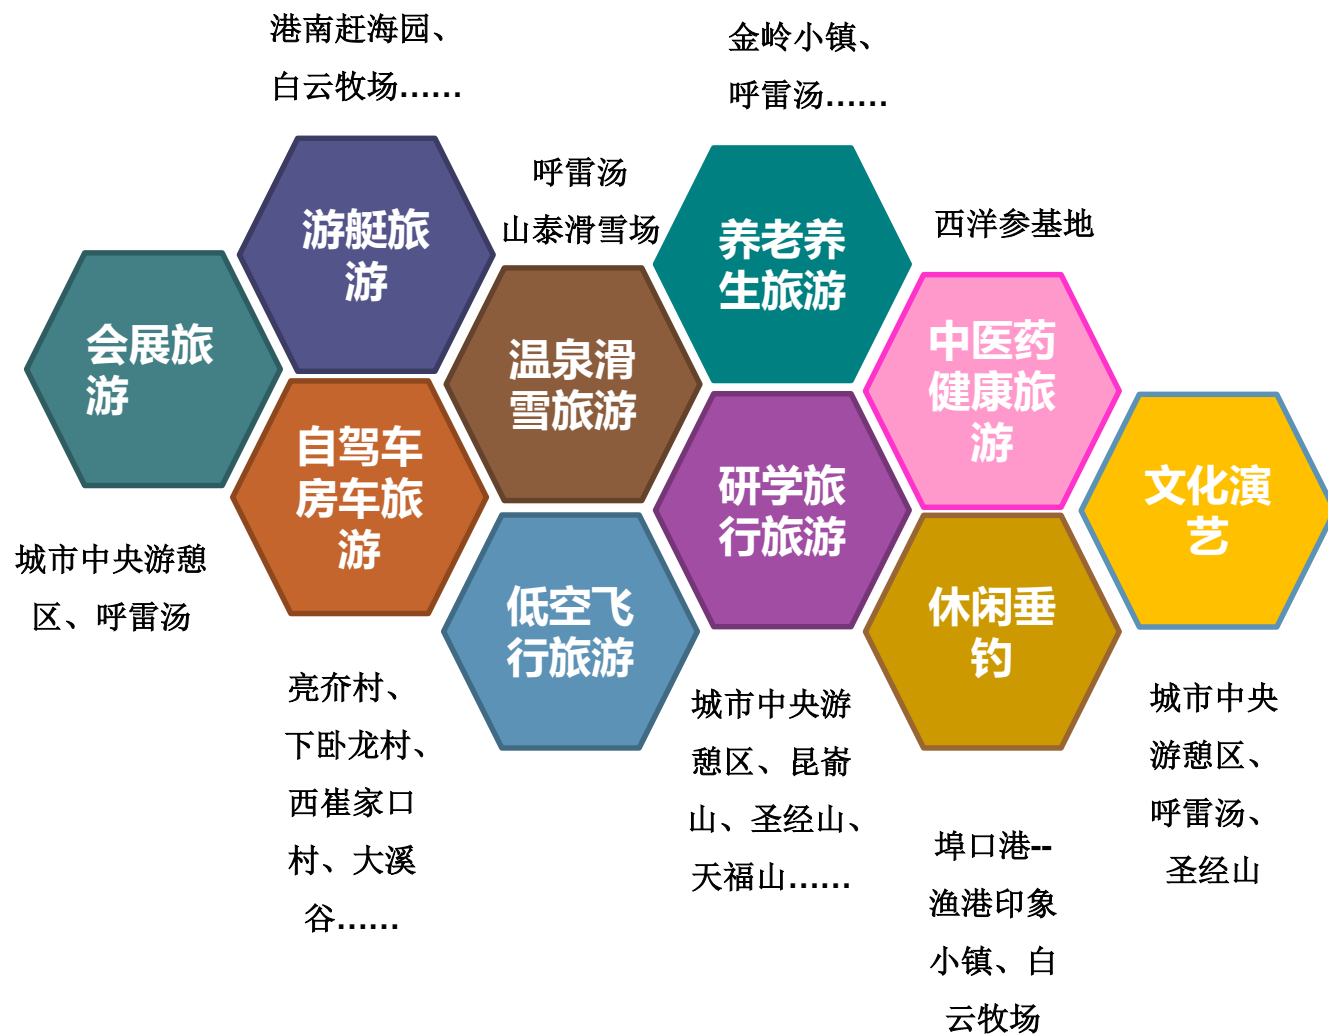 港南赶海园、
白云牧场……
金岭小镇、
呼雷汤……
游艇旅
游
呼雷汤
山泰滑雪场
养老养
生旅游
西洋参基地
会展旅
游
温泉滑
雪旅游
中医药
健康旅
游
自驾车
房车旅
游
研学旅
行旅游
文化演
艺
城市中央游憩
区、呼雷汤
低空飞
行旅游
休闲垂
钓
亮夼村、
下卧龙村、
西崔家口
村、大溪
谷……
城市中央游
憩区、昆嵛
山、圣经山、
天福山……
埠口港--
渔港印象
小镇、白
云牧场
城市中央
游憩区、
呼雷汤、
圣经山